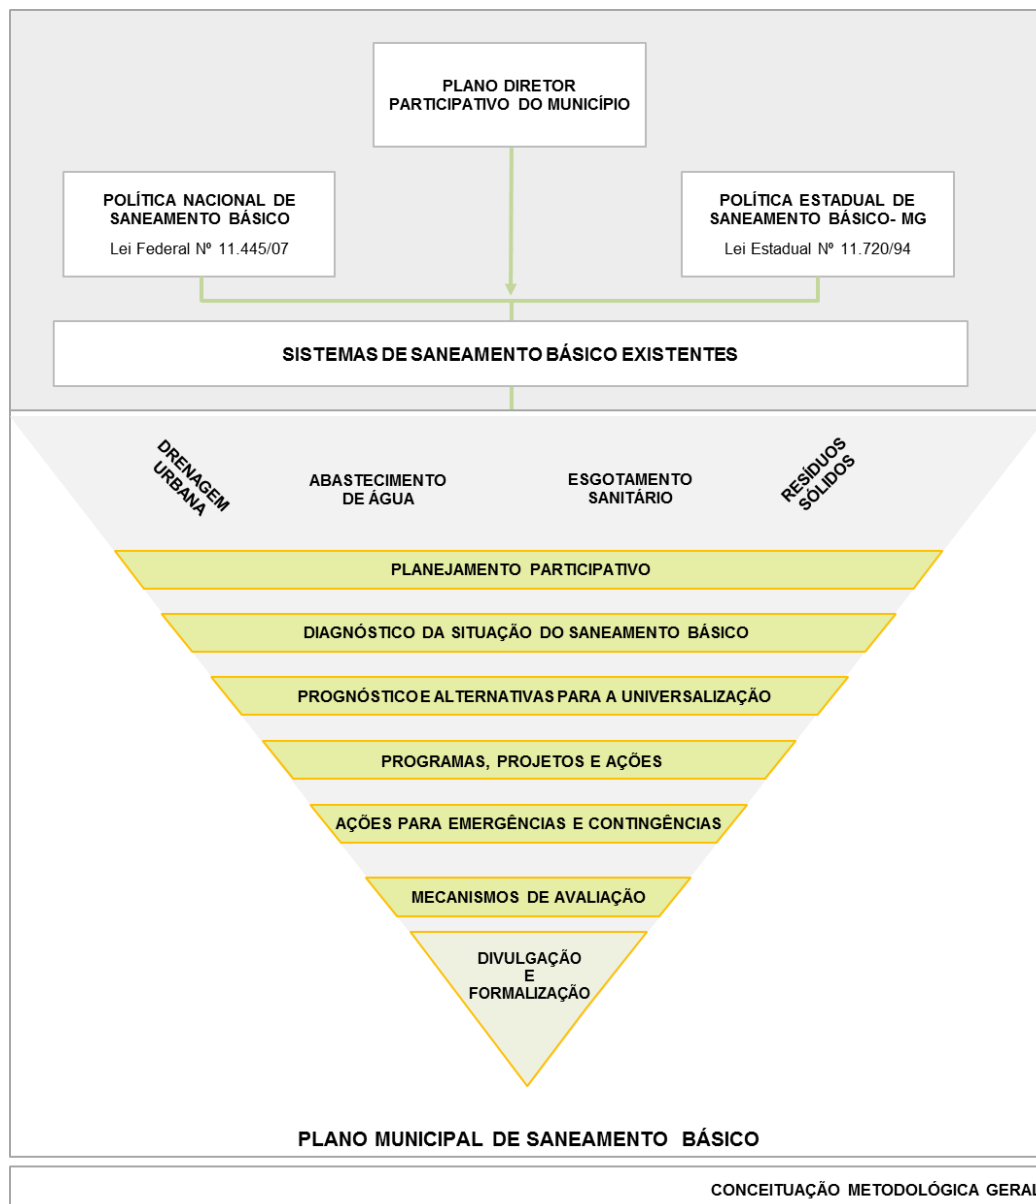 PLANO DIRETOR
PARTICIPATIVO DO MUNICÍPIO
POLÍTICA NACIONAL DE
SANEAMENTO BÁSICO
Lei Federal Nº 11.445/07
POLÍTICA ESTADUAL DE
SANEAMENTO BÁSICO- MG
Lei Estadual Nº 11.720/94
SISTEMAS DE SANEAMENTO BÁSICO EXISTENTES
DRENAGEM
URBANA
ABASTECIMENTO
DE ÁGUA
ESGOTAMENTO
SANITÁRIO
RESÍDUOS
SÓLIDOS
PLANEJAMENTO PARTICIPATIVO
DIAGNÓSTICO DA SITUAÇÃO DO SANEAMENTO BÁSICO
PROGNÓSTICO E ALTERNATIVAS PARA A UNIVERSALIZAÇÃO
PROGRAMAS, PROJETOS E AÇÕES
AÇÕES PARA EMERGÊNCIAS E CONTINGÊNCIAS
MECANISMOS DE AVALIAÇÃO
DIVULGAÇÃO
E
FORMALIZAÇÃO
PLANO MUNICIPAL DE SANEAMENTO BÁSICO
CONCEITUAÇÃO METODOLÓGICA GERAL